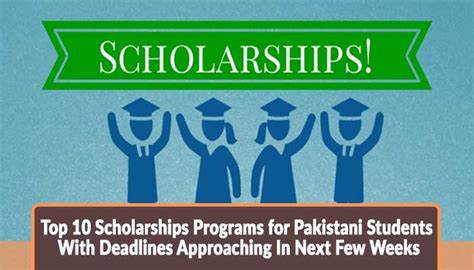 Scholarships!
Top 10 Scholarships Programs for Pakistani Students
With Deadlines Approaching In Next Few Weeks